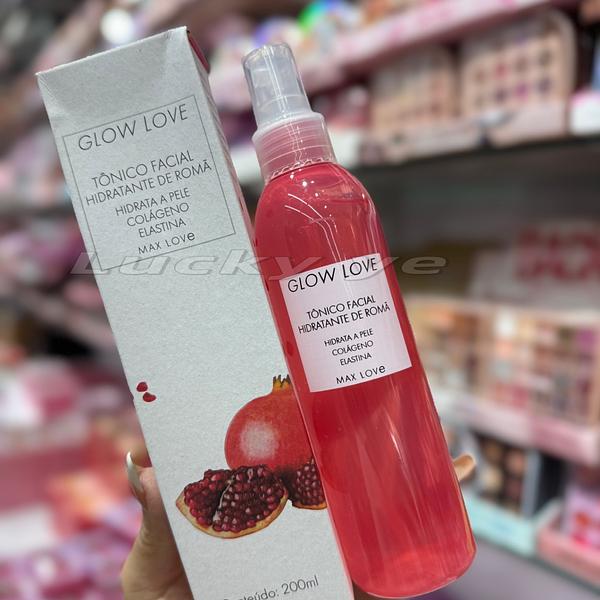 GLOW LOVE
TÔNICO FACIAL
HIDRATANTE DE ROMÃ
HIDRATA A PELE
COLÁGENO
ELASTINA
MAX LOVe
Conteúdo: 200ml
GLOW LOVE
TÔNICO FACIAL
HIDRATANTE DE ROMÃ
HIDRATA A PELE
COLÁGENO
ELASTINA
MAX LOVe